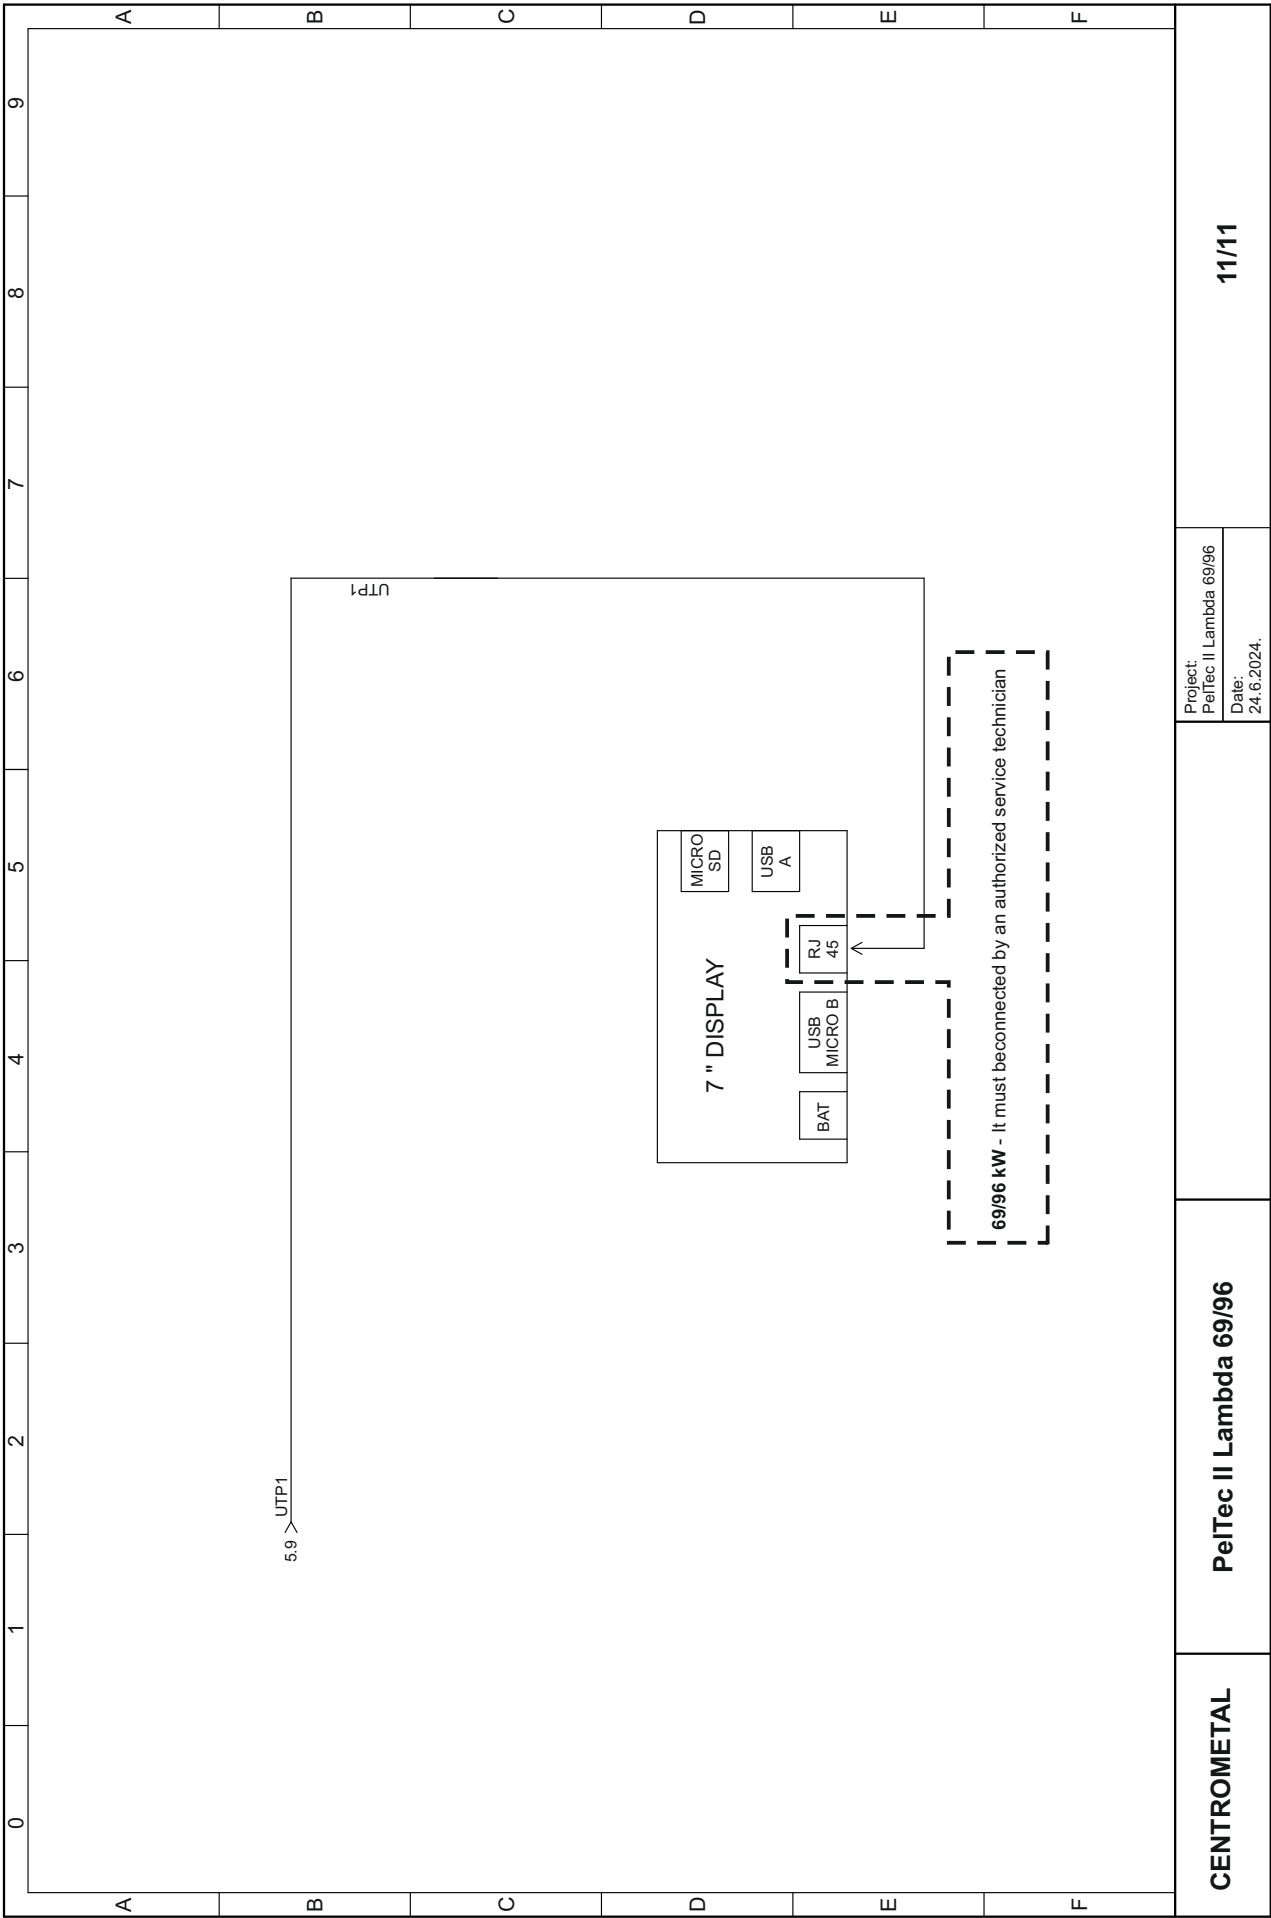 0 1 2 3 4 5 6 7 8 9
A
A
B
B
C
C
D
D
E
E
F
F
5.9
UTP1
UTP1
7 " DISPLAY
MICRO
SD
USB
A
BAT
USB
MICRO B
RJ
45
69/96 kW - It must beconnected by an authorized service technician
CENTROMETAL
PelTec II Lambda 69/96
Project:
PelTec II Lambda 69/96
Date:
24.6.2024.
11/11